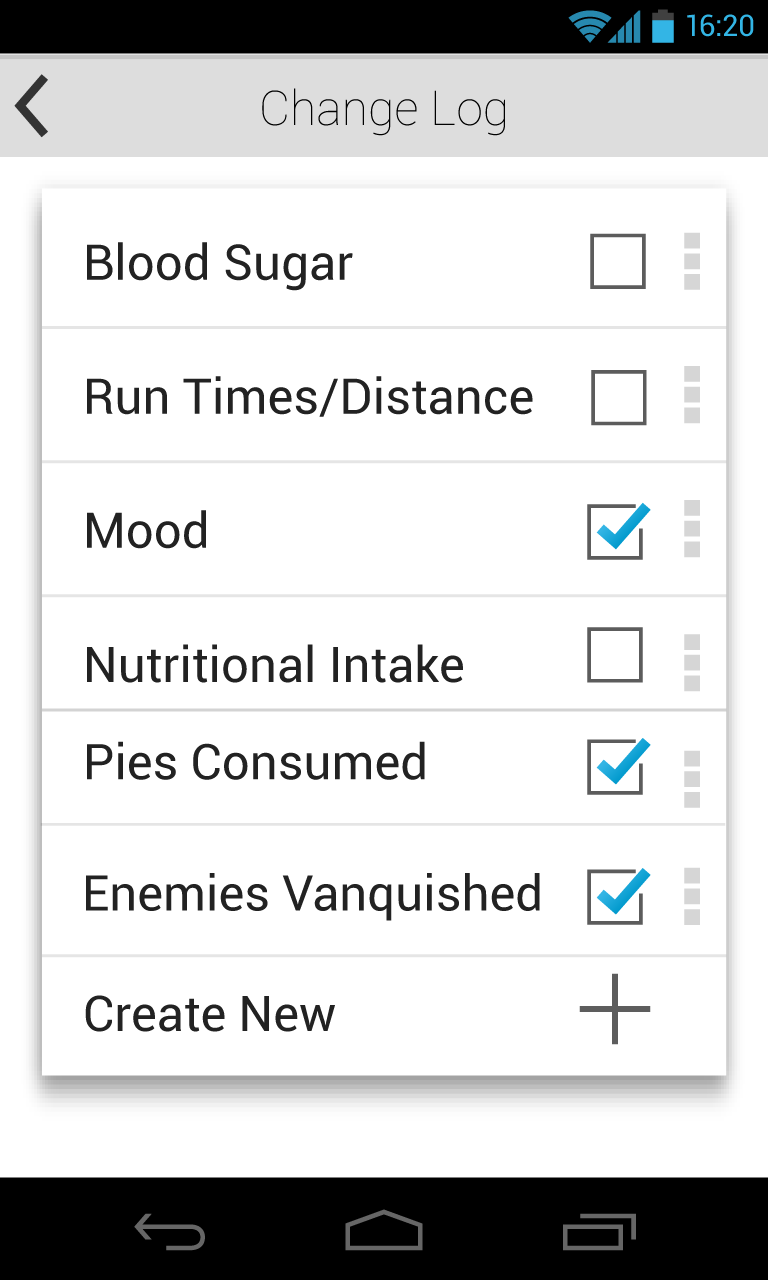 16:20
Change Log
Blood Sugar
Run Times/Distance
Mood
Nutritional Intake
Pies Consumed
Enemies Vanquished
Create New